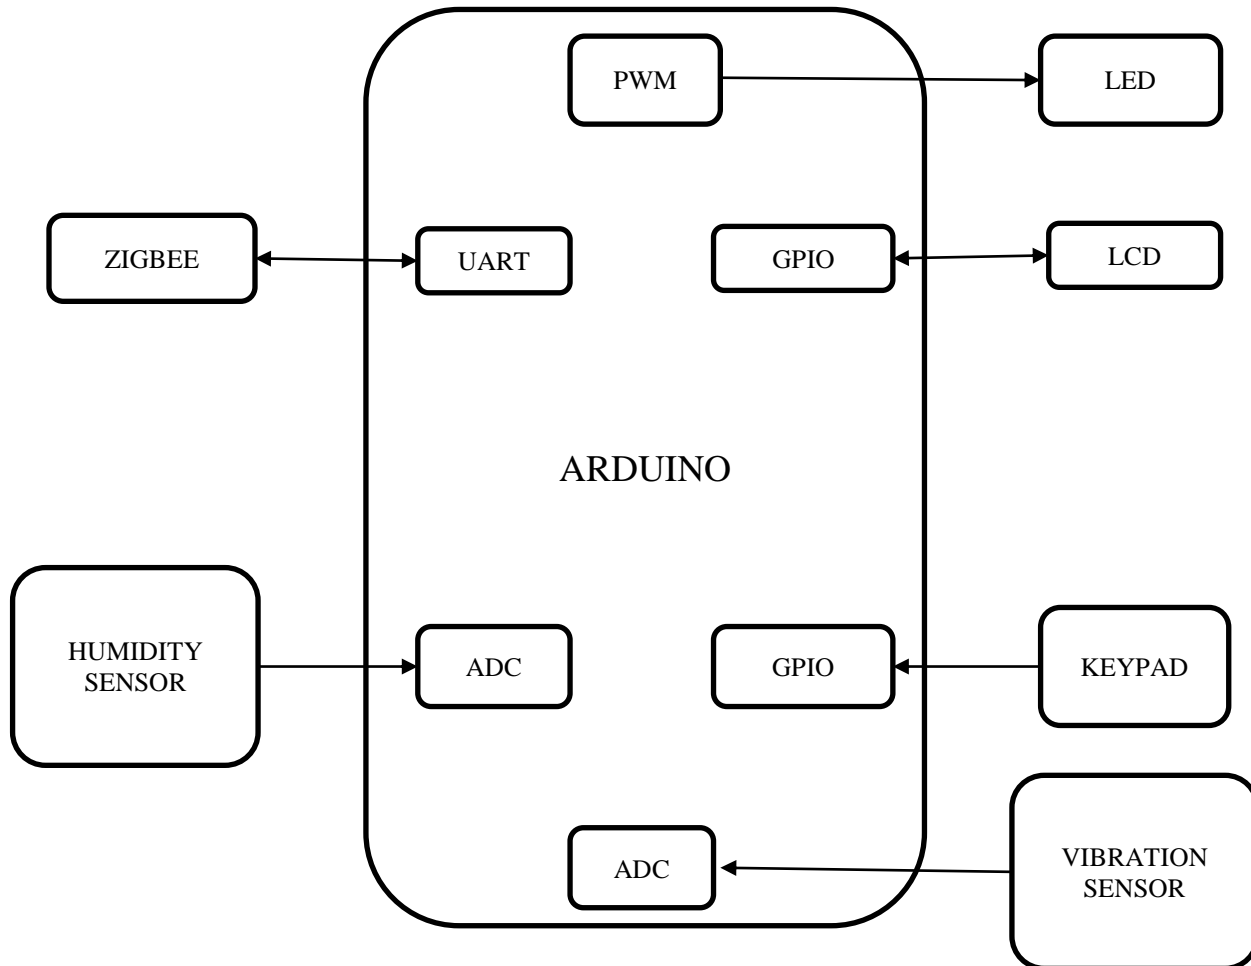 PWM
LED
ZIGBEE
UART
GPIO
LCD
ARDUINO
HUMIDITY
SENSOR
ADC
GPIO
KEYPAD
ADC
VIBRATION
SENSOR